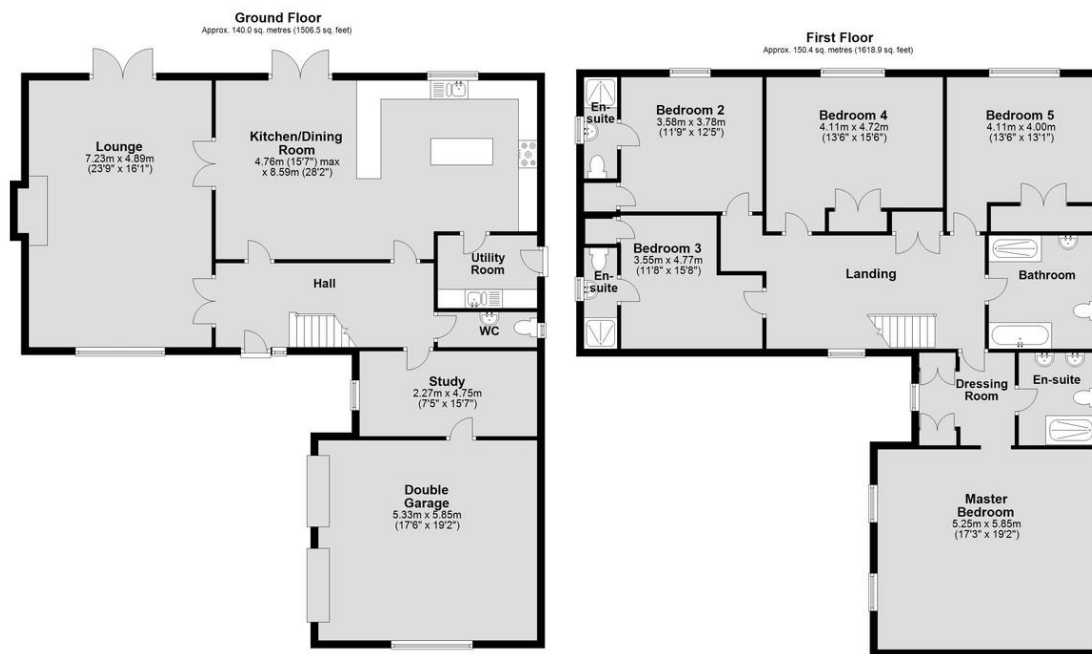 Ground Floor
Approx. 140.0 sq. metres (1506.5 sq. feet)
Lounge
7.23m x 4.89m
(23'9" x 16'1")
Kitchen/Dining
Room
4.76m (15'7") max
x 8.59m (28'2")
Utility
Room
Hall
WC
Study
2.27m x 4.75m
(7'5" x 15'7")
Double
Garage
5.33m x 5.85m
(17'6" x 19'2")
First Floor
Approx. 150.4 sq. metres (1618.9 sq. feet)
En-
suite
Bedroom 2
3.58m x 3.78m
(11'9" x 12'5")
Bedroom 4
4.11m x 4.72m
(13'6" x 15'6")
Bedroom 5
4.11m x 4.00m
(13'6" x 13'1")
Bedroom 3
3.55m x 4.77m
(11'8" x 15'8")
En-
suite
Landing
Bathroom
Dressing
Room
En-suite
Master
Bedroom
5.25m x 5.85m
(17'3" x 19'2")